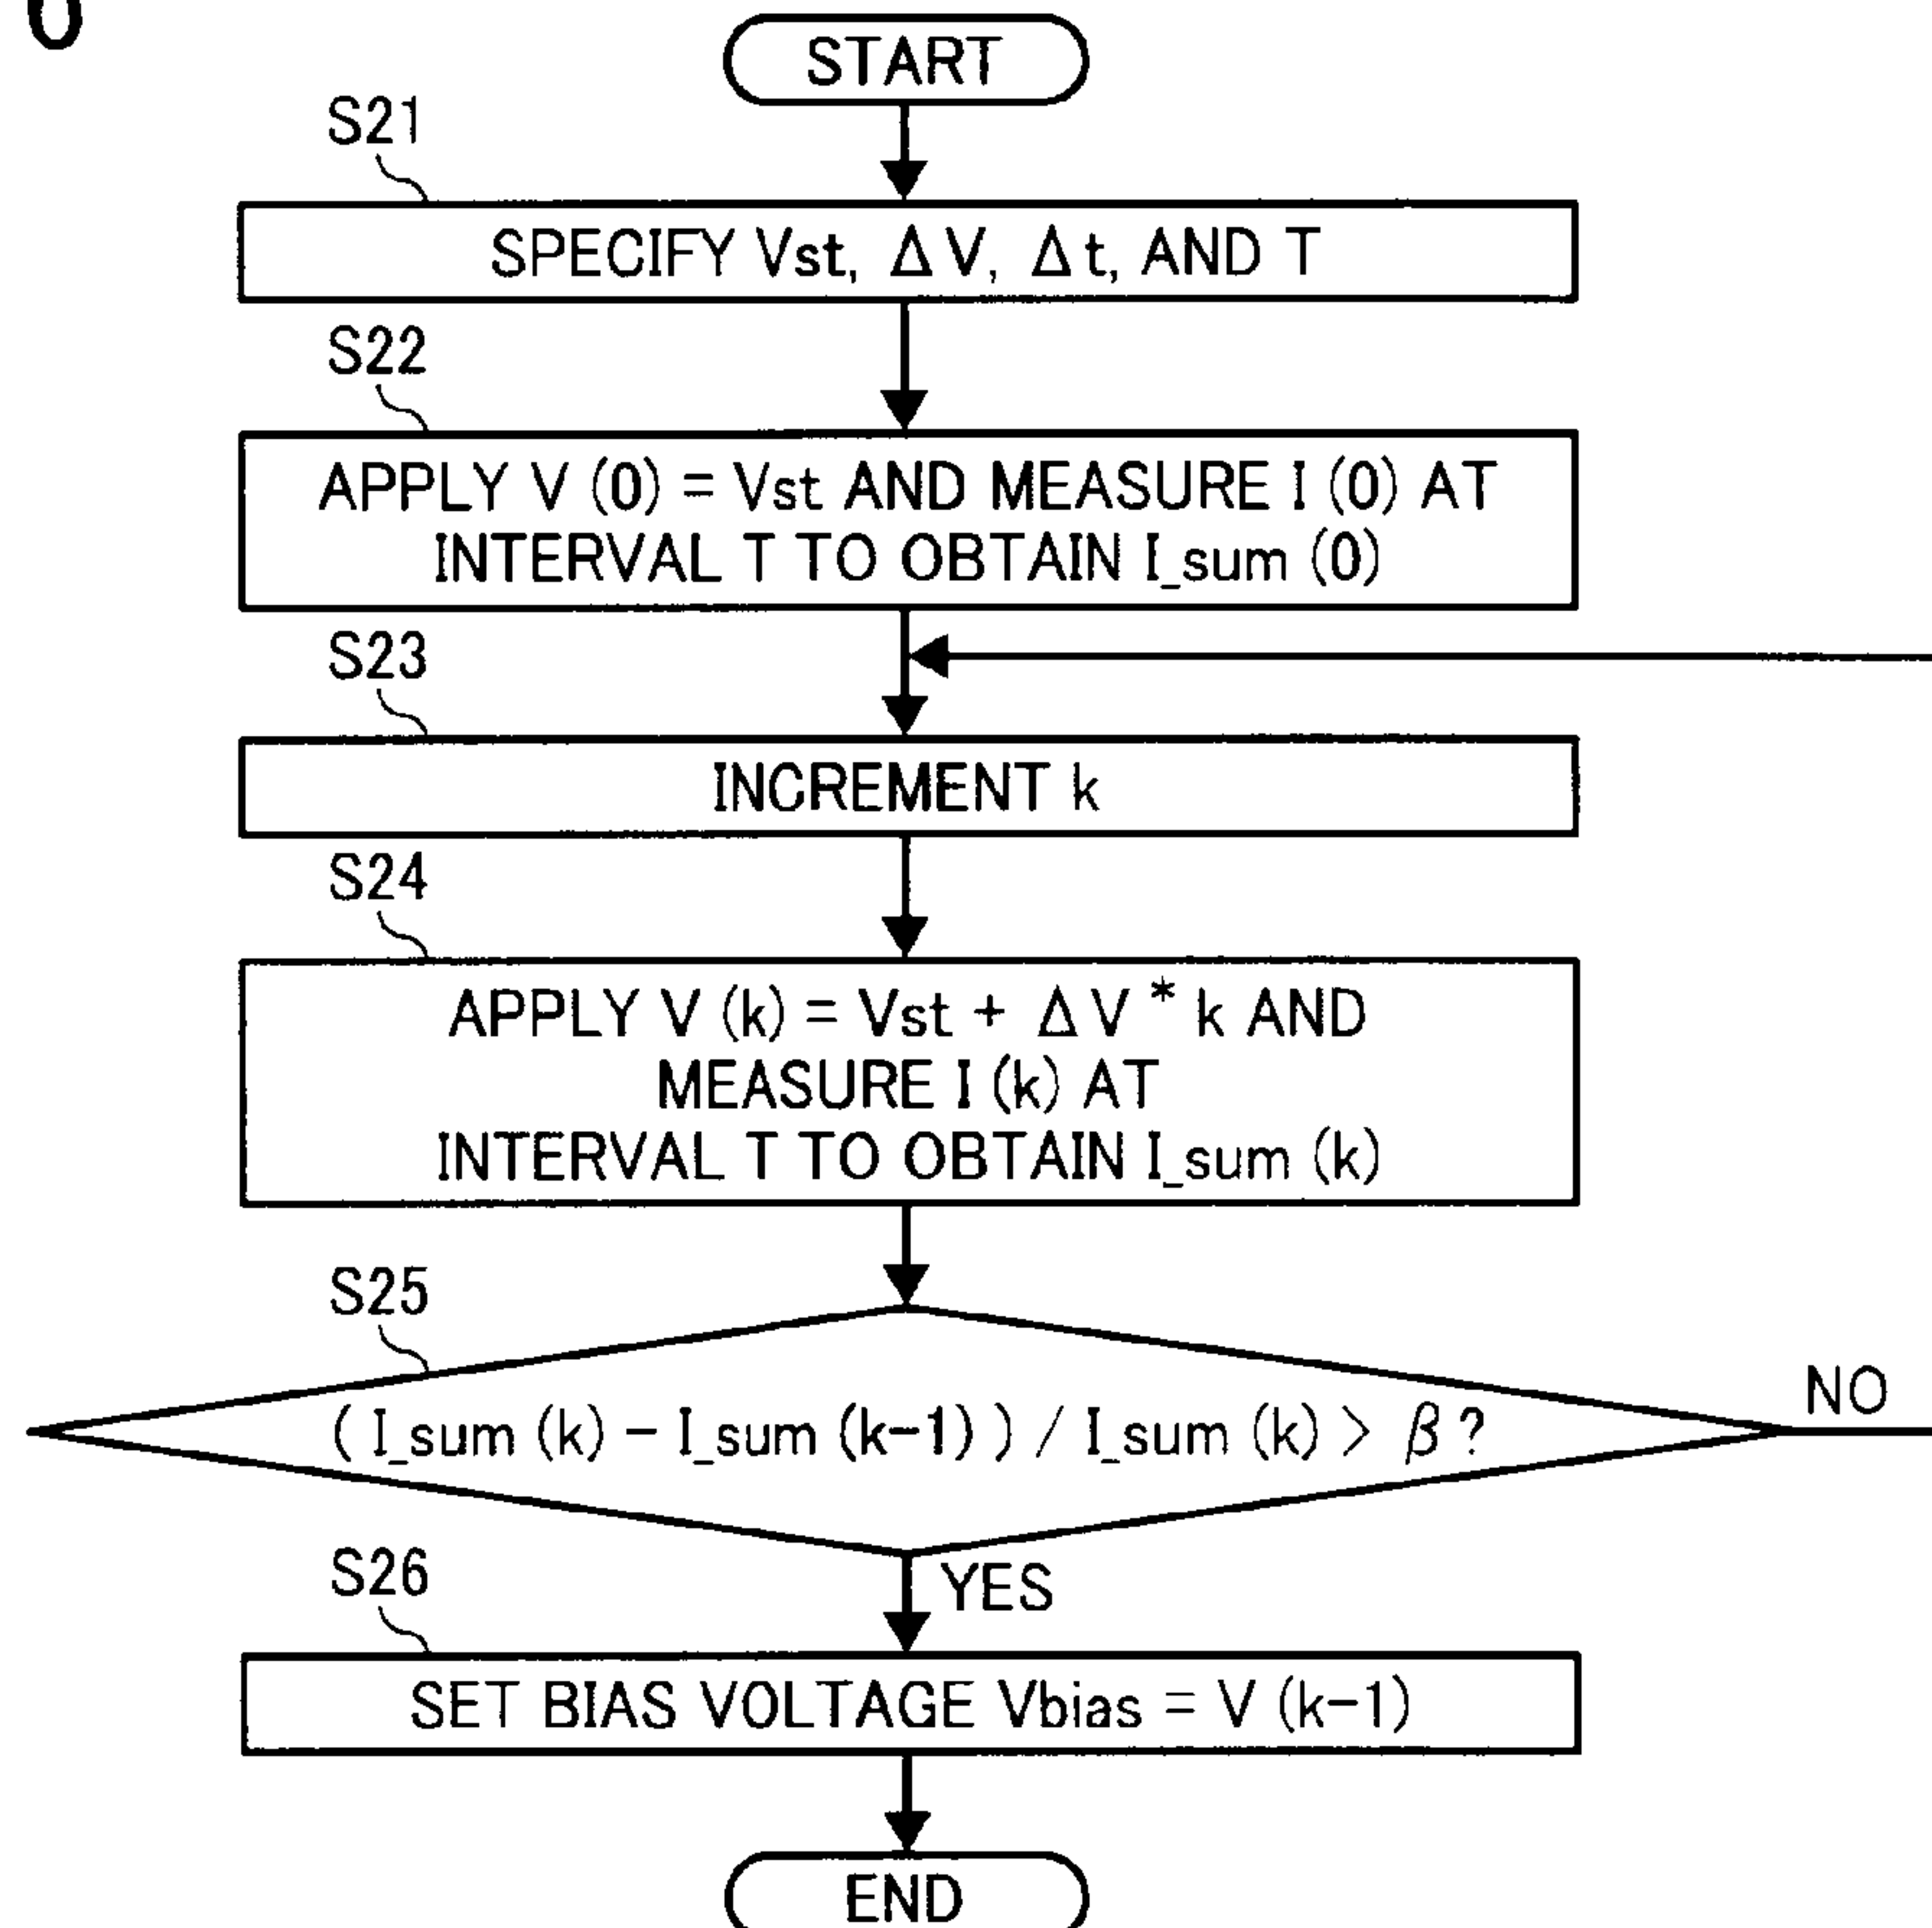 START
S21
SPECIFY Vst, ΔV, Δt, AND T
S22
APPLY V (0) = Vst AND MEASURE I (0) AT
INTERVAL T TO OBTAIN I_sum (0)
S23
INCREMENT k
S24
APPLY V (k) = Vst + ΔV * k AND
MEASURE I (k) AT
INTERVAL T TO OBTAIN I_sum (k)
S25
( I_sum (k) − I_sum (k−1) ) / I_sum (k) > β ?
NO
YES
S26
SET BIAS VOLTAGE Vbias = V (k−1)
END